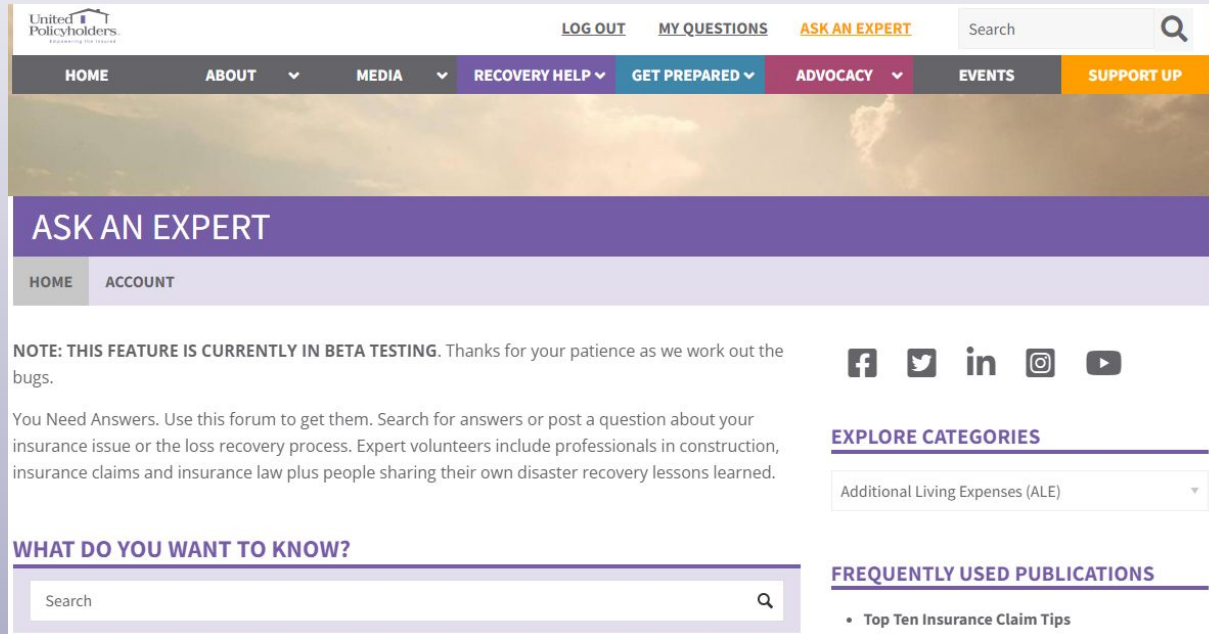 United
Policyholders
Empowering the Insured
LOG OUT MY QUESTIONS ASK AN EXPERT Search
HOME ABOUT MEDIA RECOVERY HELP GET PREPARED ADVOCACY EVENTS SUPPORT UP
ASK AN EXPERT
HOME ACCOUNT
NOTE: THIS FEATURE IS CURRENTLY IN BETA TESTING. Thanks for your patience as we work out the
bugs.
You Need Answers. Use this forum to get them. Search for answers or post a question about your
insurance issue or the loss recovery process. Expert volunteers include professionals in construction,
insurance claims and insurance law plus people sharing their own disaster recovery lessons learned.
WHAT DO YOU WANT TO KNOW?
Search
EXPLORE CATEGORIES
Additional Living Expenses (ALE)
FREQUENTLY USED PUBLICATIONS
• Top Ten Insurance Claim Tips